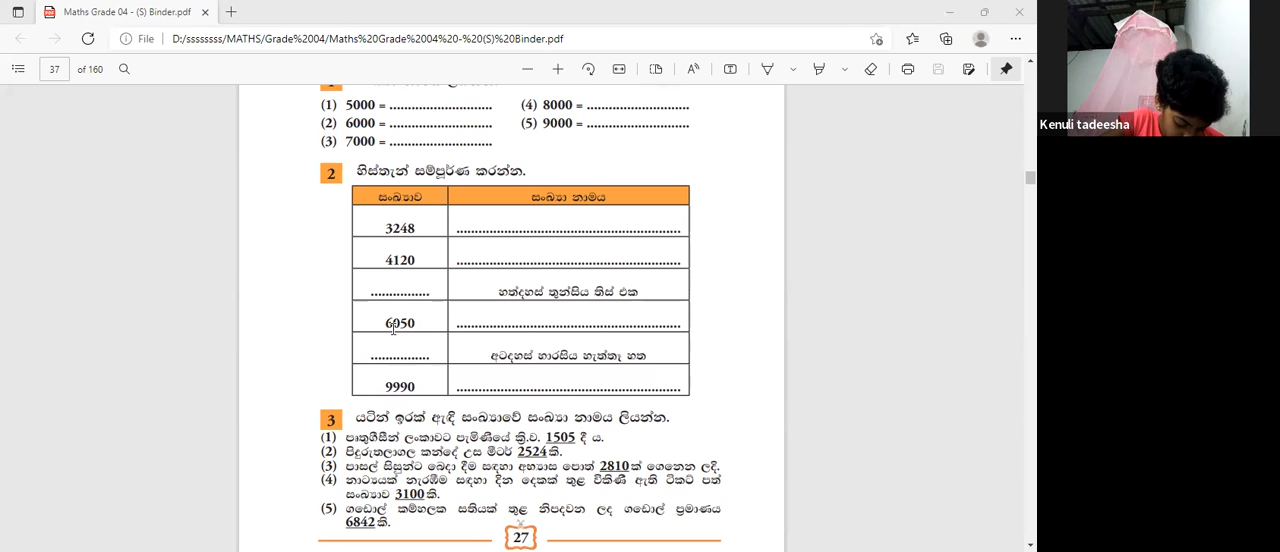 Maths Grade 04 - (S) Binder.pdf
File D:/ssssssss/MATHS/Grade%2004/Maths%20Grade%2004%20-%20(S)%20Binder.pdf
37 of 160
(1) 5000 = ............................ (4) 8000 = ............................
(2) 6000 = ............................ (5) 9000 = ............................
(3) 7000 = ............................
2 හිස්තැන් සම්පූර්ණ කරන්න.
සංඛ්‍යාව සංඛ්‍යා නාමය
3248 ............................................................
4120 ............................................................
................ හත්දහස් තුන්සිය තිස් එක
6050 ............................................................
................ අටදහස් හාරසිය හැත්තෑ හත
9990 ............................................................
3 යටින් ඉරක් ඇඳි සංඛ්‍යාවේ සංඛ්‍යා නාමය ලියන්න.
(1) පෘතුගීසීන් ලංකාවට පැමිණියේ ක්‍රි.ව. 1505 දී ය.
(2) පිදුරුතලාගල කන්දේ උස මීටර් 2524කි.
(3) පාසල් සිසුන්ට බෙදා දීම සඳහා අභ්‍යාස පොත් 2810ක් ගෙනෙන ලදි.
(4) නාට්‍යයක් නැරඹීම සඳහා දින දෙකක් තුළ විකිණී ඇති ටිකට් පත්
සංඛ්‍යාව 3100කි.
(5) ගඩොල් කම්හලක සතියක් තුළ නිපදවන ලද ගඩොල් ප්‍රමාණය
6842කි.
27
Kenuli tadeesha